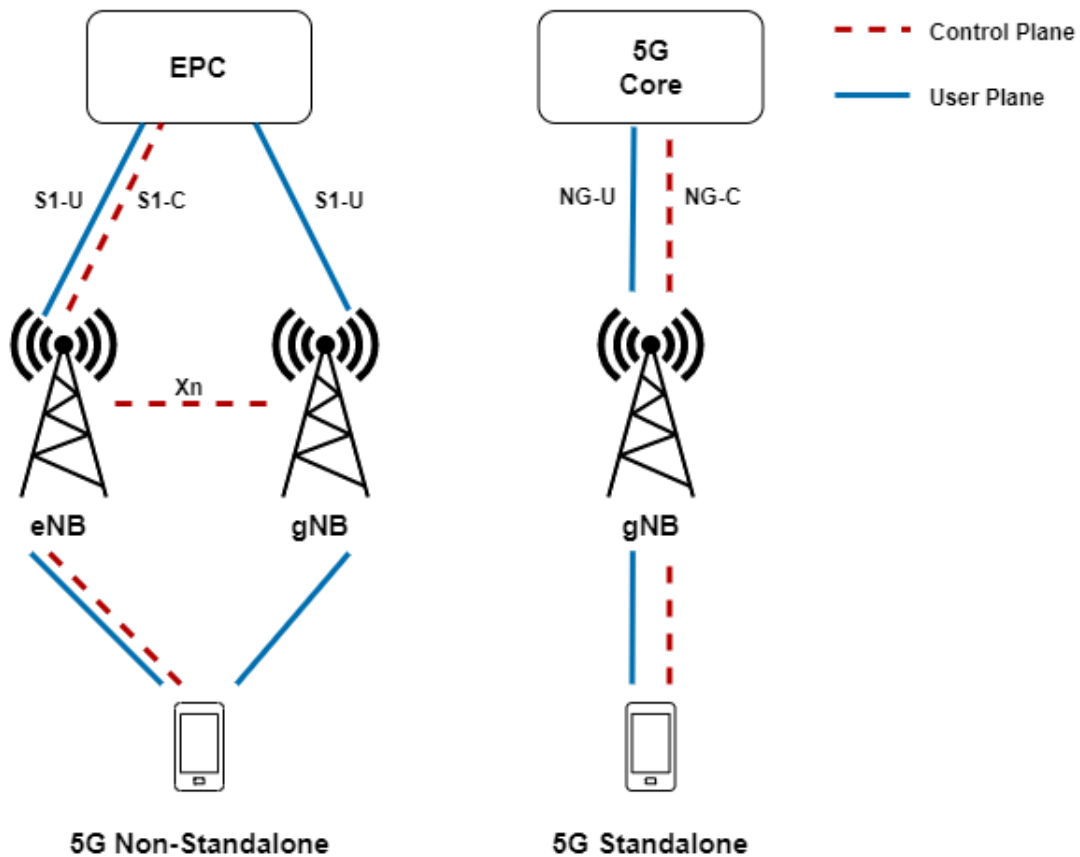 EPC
5G
Core
Control Plane
User Plane
S1-U
S1-C
S1-U
NG-U
NG-C
Xn
eNB
gNB
gNB
5G Non-Standalone
5G Standalone